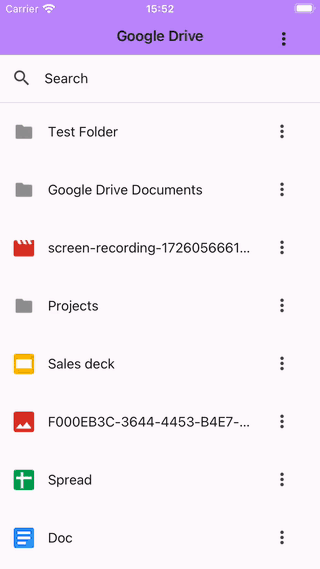 Carrier 15:52
Google Drive
Search
Test Folder
Google Drive Documents
screen-recording-1726056661...
Projects
Sales deck
F000EB3C-3644-4453-B4E7-...
Spread
Doc